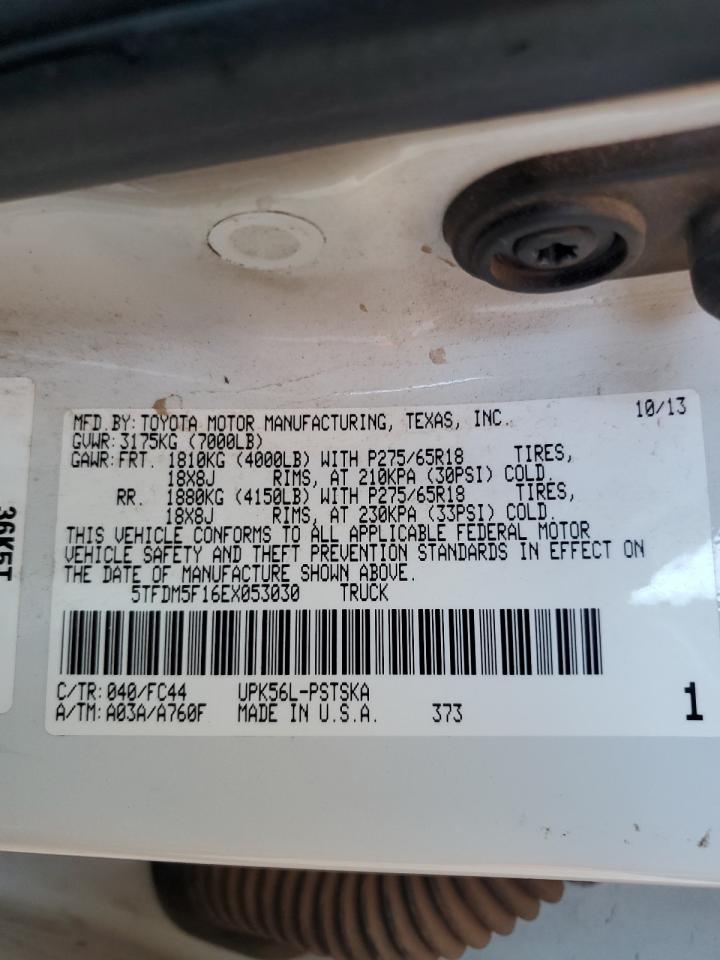 MFD.BY: TOYOTA MOTOR MANUFACTURING, TEXAS, INC. 10/13
GVWR: 3175KG (7000LB)
GAWR: FRT. 1810KG (4000LB) WITH P275/65R18 TIRES,
18X8J RIMS, AT 210KPA (30PSI) COLD.
RR. 1880KG (4150LB) WITH P275/65R18 TIRES,
18X8J RIMS, AT 230KPA (33PSI) COLD.
THIS VEHICLE CONFORMS TO ALL APPLICABLE FEDERAL MOTOR
VEHICLE SAFETY AND THEFT PREVENTION STANDARDS IN EFFECT ON
THE DATE OF MANUFACTURE SHOWN ABOVE.
5TFDM5F16EX053030 TRUCK
C/TR: 040/FC44 UPK56L-PSTSKA
A/TM: A03A/A760F MADE IN U.S.A. 373 1
36K5T